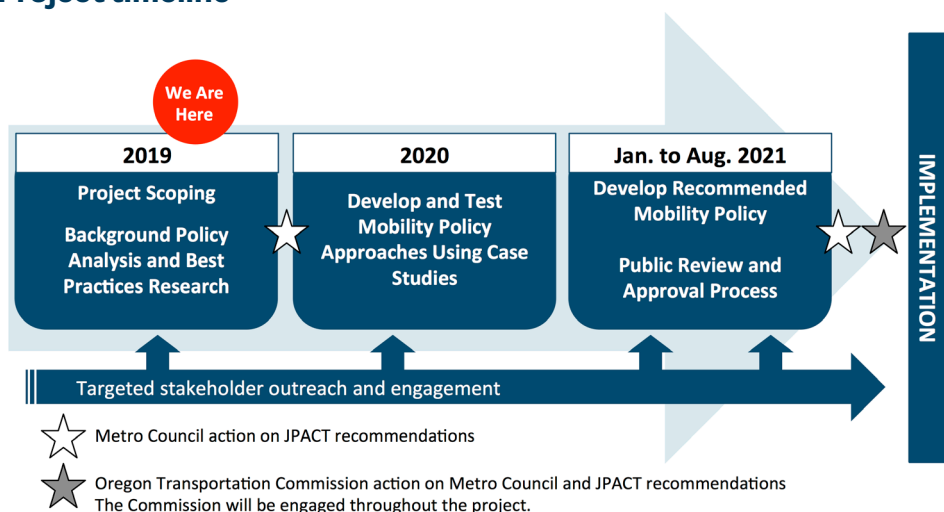 Project timeline
We Are
Here
2019
Project Scoping
Background Policy
Analysis and Best
Practices Research
2020
Develop and Test
Mobility Policy
Approaches Using Case
Studies
Jan. to Aug. 2021
Develop Recommended
Mobility Policy
Public Review and
Approval Process
IMPLEMENTATION
Targeted stakeholder outreach and engagement
Metro Council action on JPACT recommendations
Oregon Transportation Commission action on Metro Council and JPACT recommendations
The Commission will be engaged throughout the project.